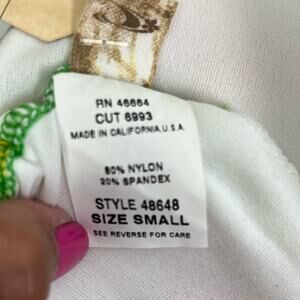 RN 46664
CUT 6993
MADE IN CALIFORNIA, U.S.A.
80% NYLON
20% SPANDEX
STYLE 48648
SIZE SMALL
SEE REVERSE FOR CARE